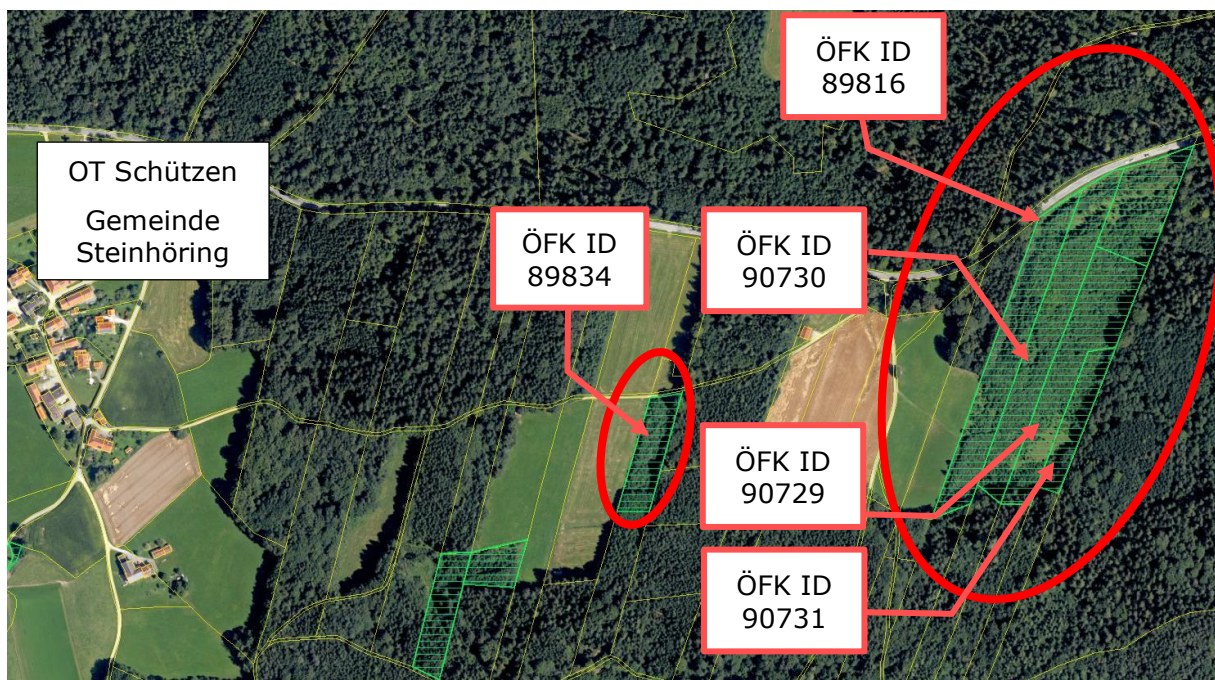 ÖFK ID
89816
OT Schützen
Gemeinde
Steinhöring
ÖFK ID
89834
ÖFK ID
90730
ÖFK ID
90729
ÖFK ID
90731